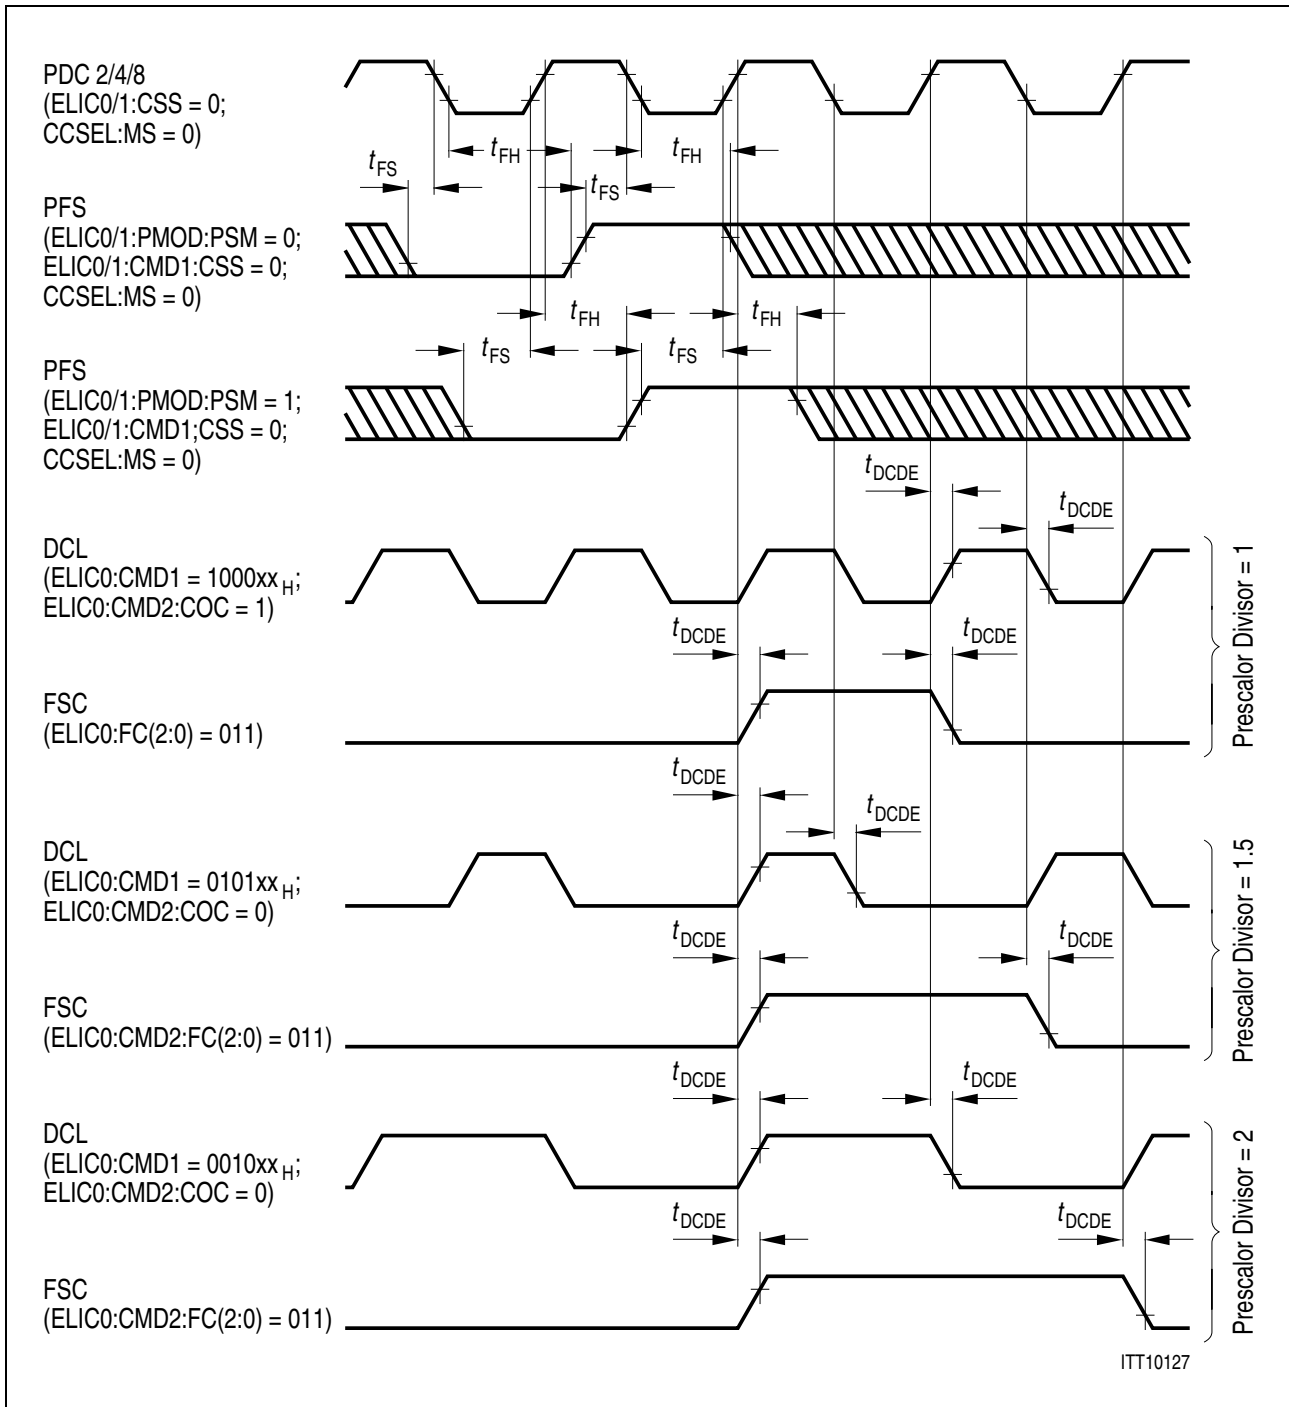 PDC 2/4/8
(ELIC0/1:CSS = 0;
CCSEL:MS = 0)
tFH
tFH
tFS
tFS
PFS
(ELIC0/1:PMOD:PSM = 0;
ELIC0/1:CMD1:CSS = 0;
CCSEL:MS = 0)
tFH
tFH
tFS
tFS
PFS
(ELIC0/1:PMOD:PSM = 1;
ELIC0/1:CMD1;CSS = 0;
CCSEL:MS = 0)
tDCDE
tDCDE
DCL
(ELIC0:CMD1 = 1000xx H;
ELIC0:CMD2:COC = 1)
tDCDE
tDCDE
FSC
(ELIC0:FC(2:0) = 011)
Prescalor Divisor = 1
tDCDE
tDCDE
DCL
(ELIC0:CMD1 = 0101xx H;
ELIC0:CMD2:COC = 0)
tDCDE
tDCDE
FSC
(ELIC0:CMD2:FC(2:0) = 011)
Prescalor Divisor = 1.5
tDCDE
tDCDE
DCL
(ELIC0:CMD1 = 0010xx H;
ELIC0:CMD2:COC = 0)
tDCDE
tDCDE
FSC
(ELIC0:CMD2:FC(2:0) = 011)
Prescalor Divisor = 2
ITT10127